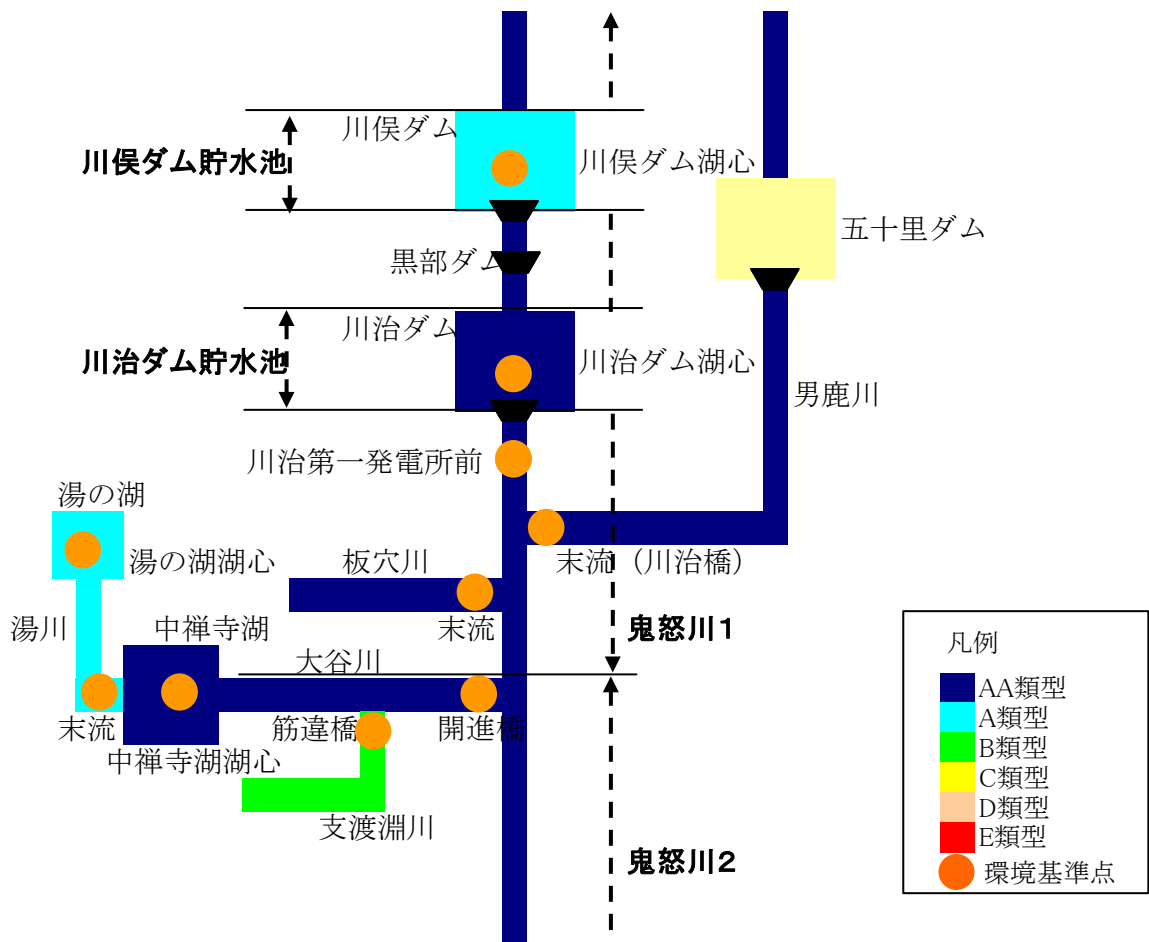 川俣ダム
川俣ダム貯水池
川俣ダム湖心
五十里ダム
黒部ダム
川治ダム
川治ダム貯水池
川治ダム湖心
男鹿川
川治第一発電所前
湯の湖
湯の湖湖心
板穴川
末流（川治橋）
湯川
中禅寺湖
末流
鬼怒川1
大谷川
末流
筋違橋
開進橋
中禅寺湖湖心
支渡淵川
鬼怒川2
凡例
AA類型
A類型
B類型
C類型
D類型
E類型
環境基準点